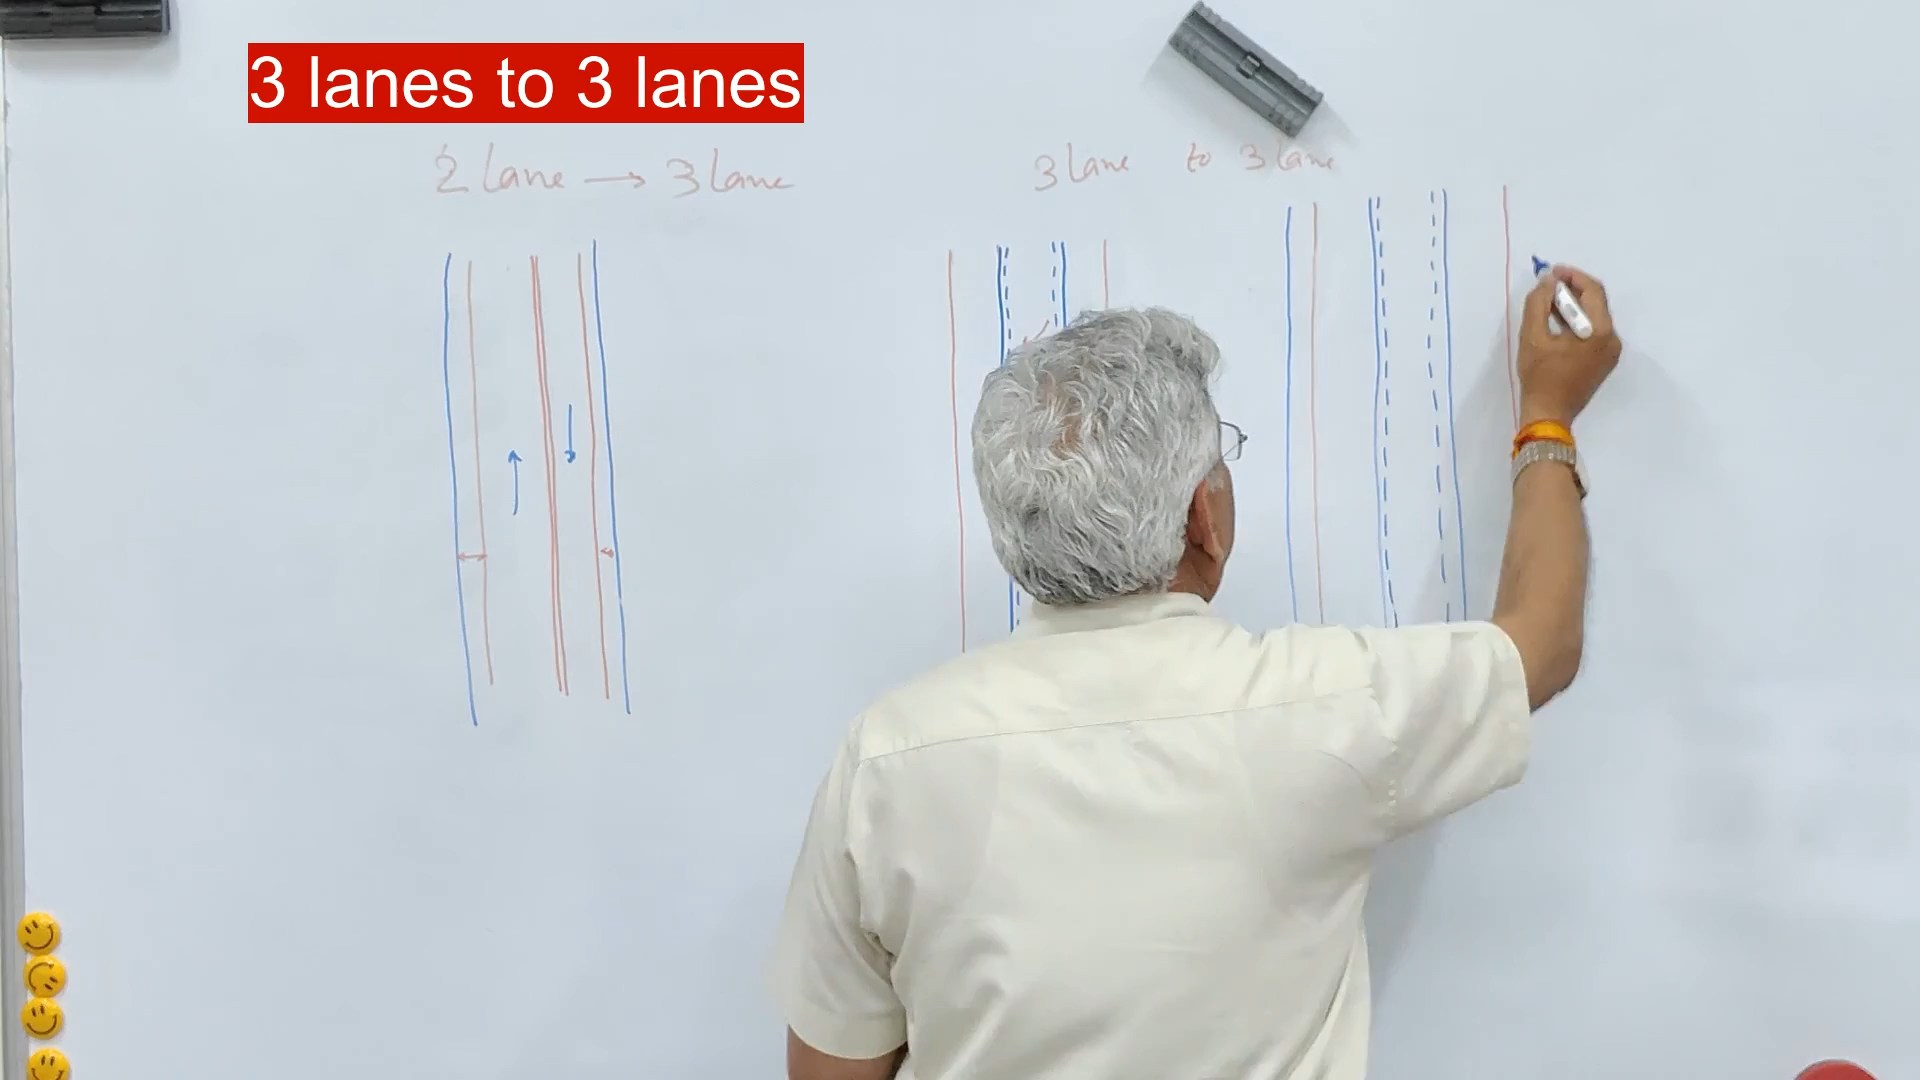 3 lanes to 3 lanes
2 lane → 3 lane
3 lane to 3 lane